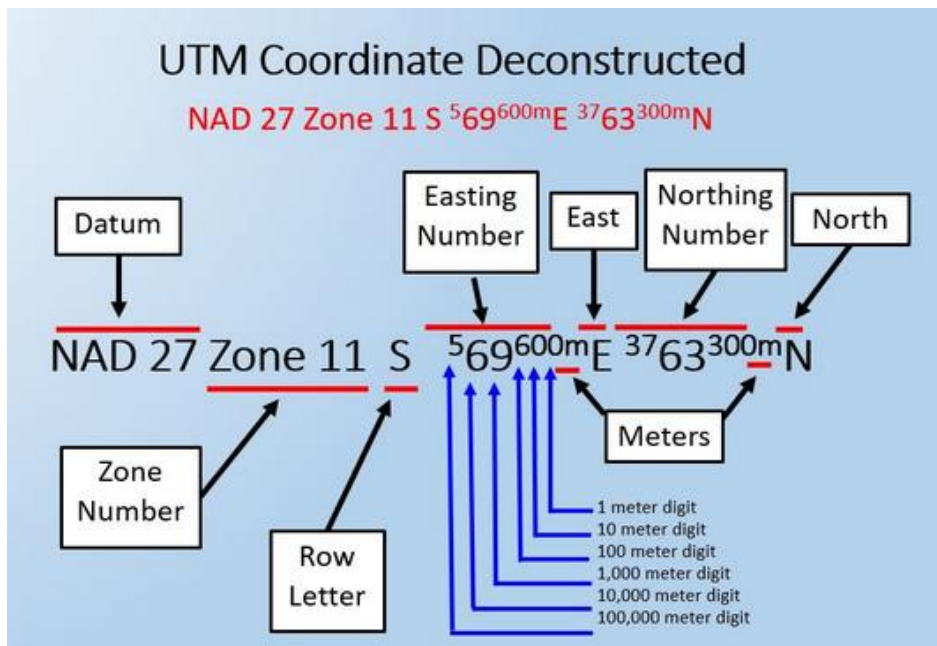 UTM Coordinate Deconstructed
NAD 27 Zone 11 S ⁵69⁶⁰⁰ᵐE ³⁷63³⁰⁰ᵐN
Datum
Easting
Number
East
Northing
Number
North
NAD 27 Zone 11 S ⁵69⁶⁰⁰ᵐE ³⁷63³⁰⁰ᵐN
Zone
Number
Row
Letter
Meters
1 meter digit
10 meter digit
100 meter digit
1,000 meter digit
10,000 meter digit
100,000 meter digit